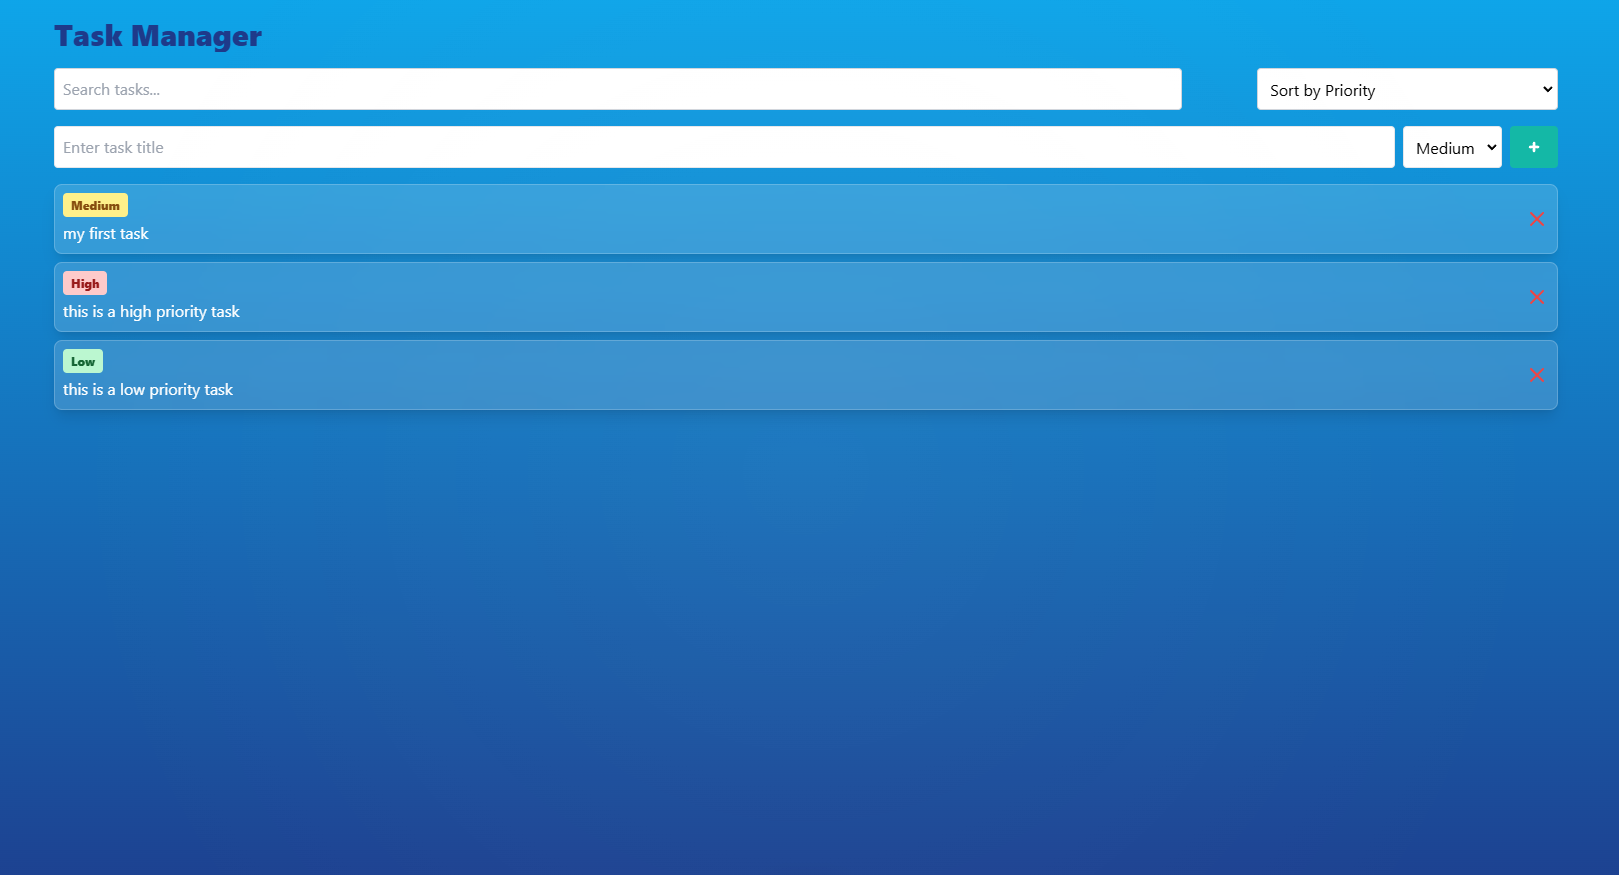 Task Manager
Search tasks...
Sort by Priority
Enter task title
Medium
+
Medium
my first task
High
this is a high priority task
Low
this is a low priority task